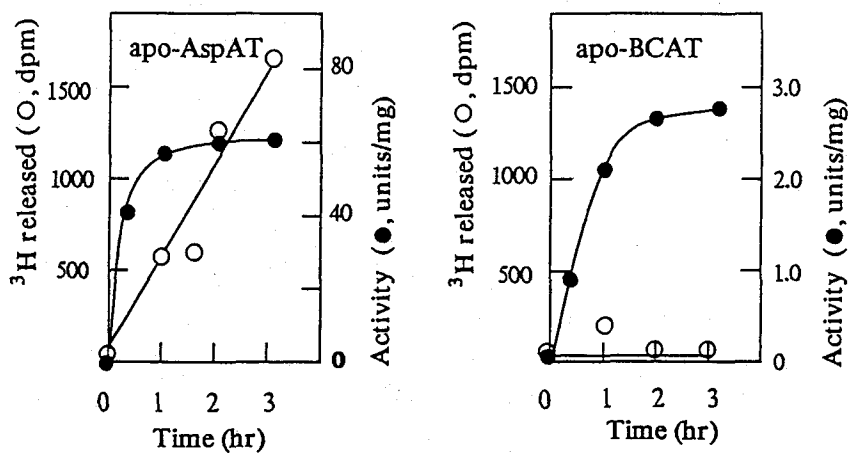 apo-AspAT
³H released (○, dpm)
1500
1000
500
80
40
0
Activity (●, units/mg)
0 1 2 3
Time (hr)
apo-BCAT
³H released (○, dpm)
1500
1000
500
3.0
2.0
1.0
0
Activity (●, units/mg)
0 1 2 3
Time (hr)